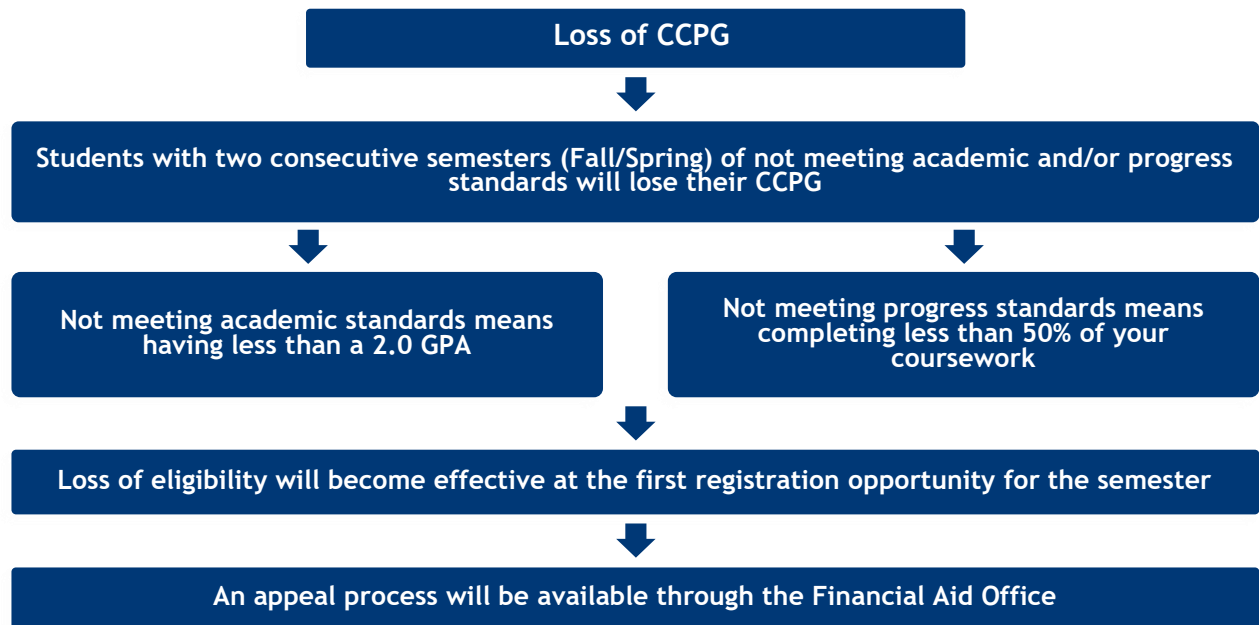 Loss of CCPG
Students with two consecutive semesters (Fall/Spring) of not meeting academic and/or progress
standards will lose their CCPG
Not meeting academic standards means
having less than a 2.0 GPA
Not meeting progress standards means
completing less than 50% of your
coursework
Loss of eligibility will become effective at the first registration opportunity for the semester
An appeal process will be available through the Financial Aid Office